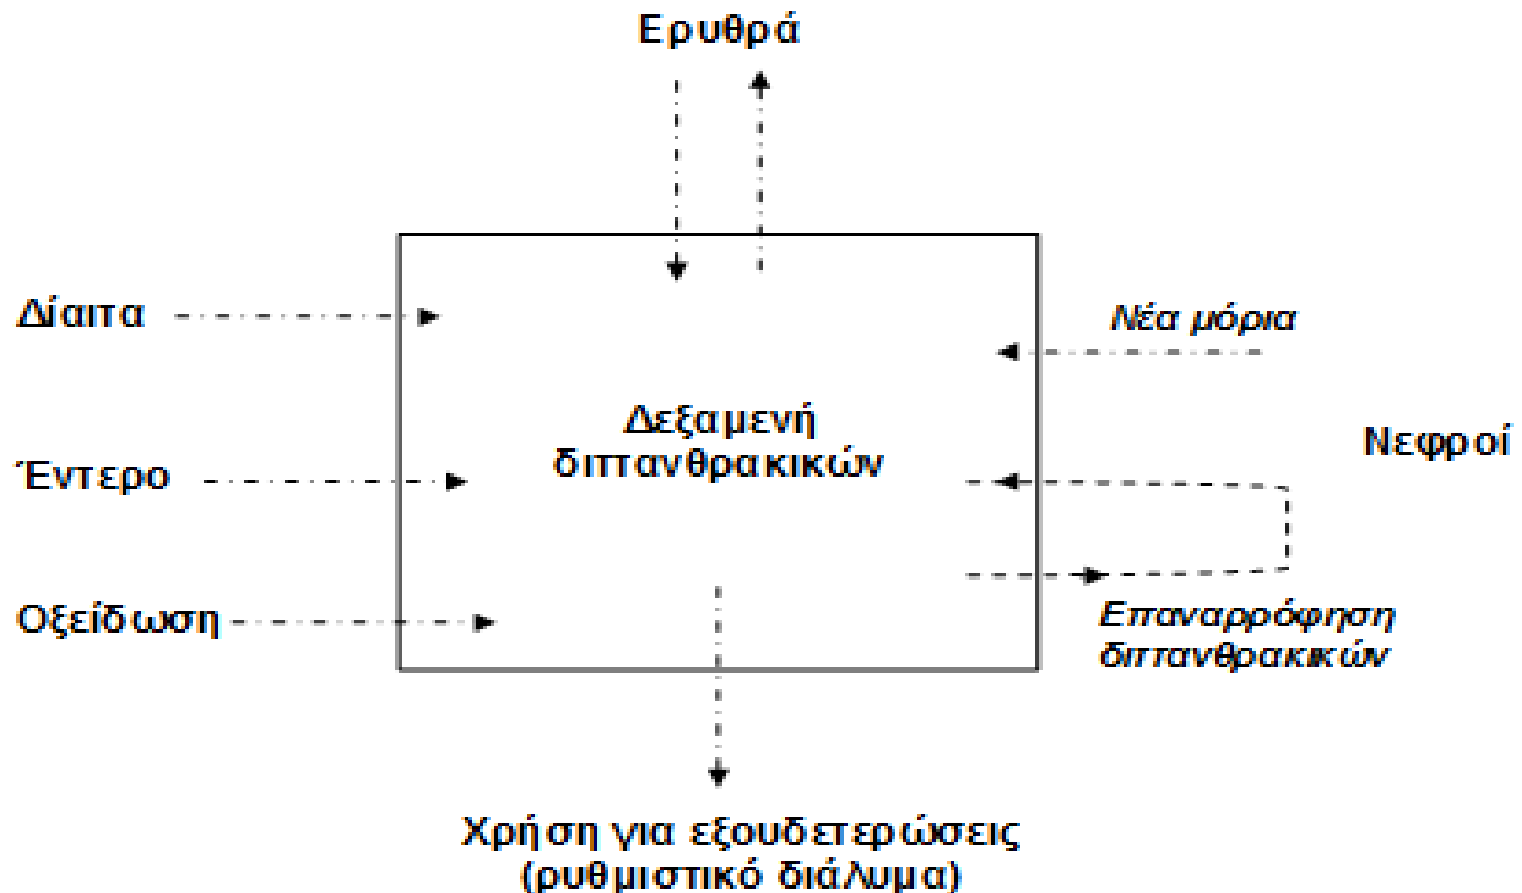 Ερυθρά
Δίαιτα
Νέα μόρια
Δεξαμενή
διττανθρακικών
Νεφροί
Έντερο
Οξείδωση
Επαναρρόφηση
διττανθρακικών
Χρήση για εξουδετερώσεις
(ρυθμιστικό διάλυμα)